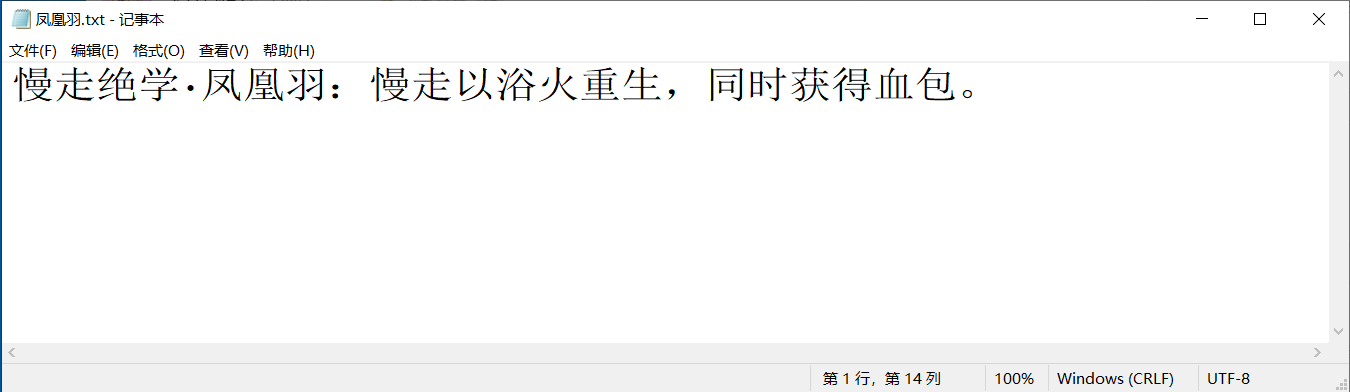 凤凰羽.txt - 记事本
文件(F) 编辑(E) 格式(O) 查看(V) 帮助(H)
慢走绝学·凤凰羽：慢走以浴火重生，同时获得血包。
第 1 行，第 14 列 100% Windows (CRLF) UTF-8